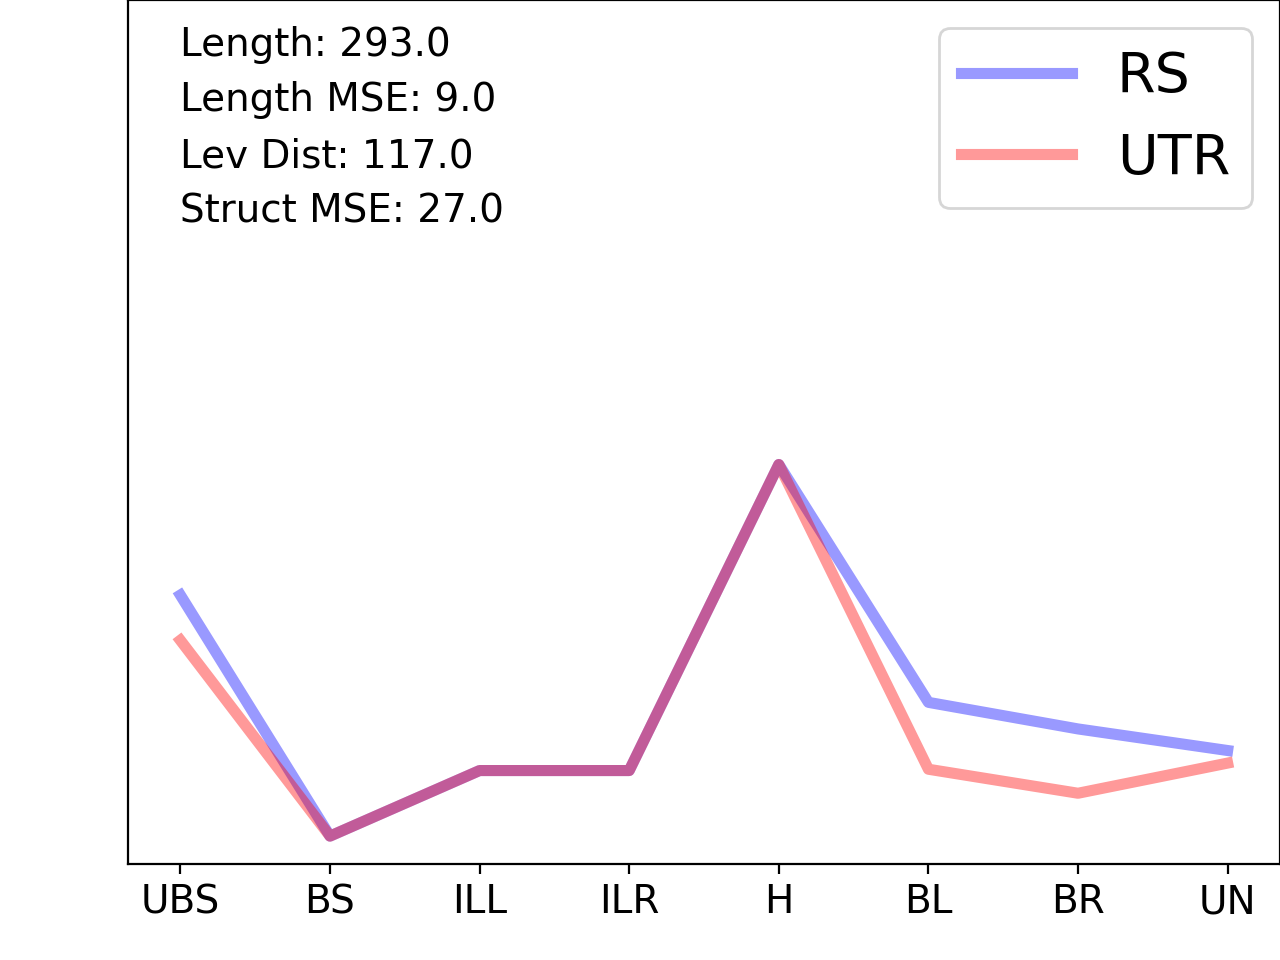 Length: 293.0
Length MSE: 9.0
Lev Dist: 117.0
Struct MSE: 27.0
RS
UTR
UBS BS ILL ILR H BL BR UN